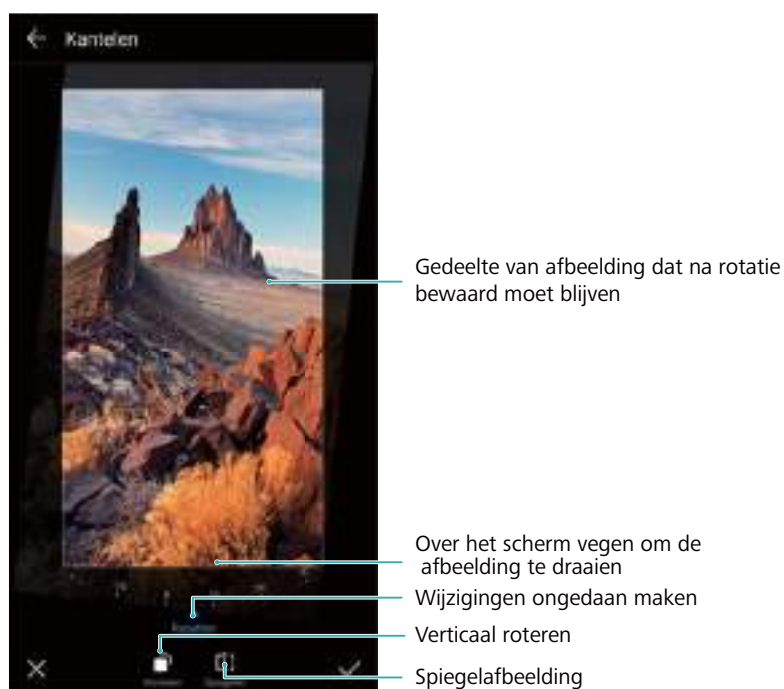 Kantelen
Gedeelte van afbeelding dat na rotatie
bewaard moet blijven
Over het scherm vegen om de
afbeelding te draaien
Wijzigingen ongedaan maken
Verticaal roteren
Spiegelafbeelding